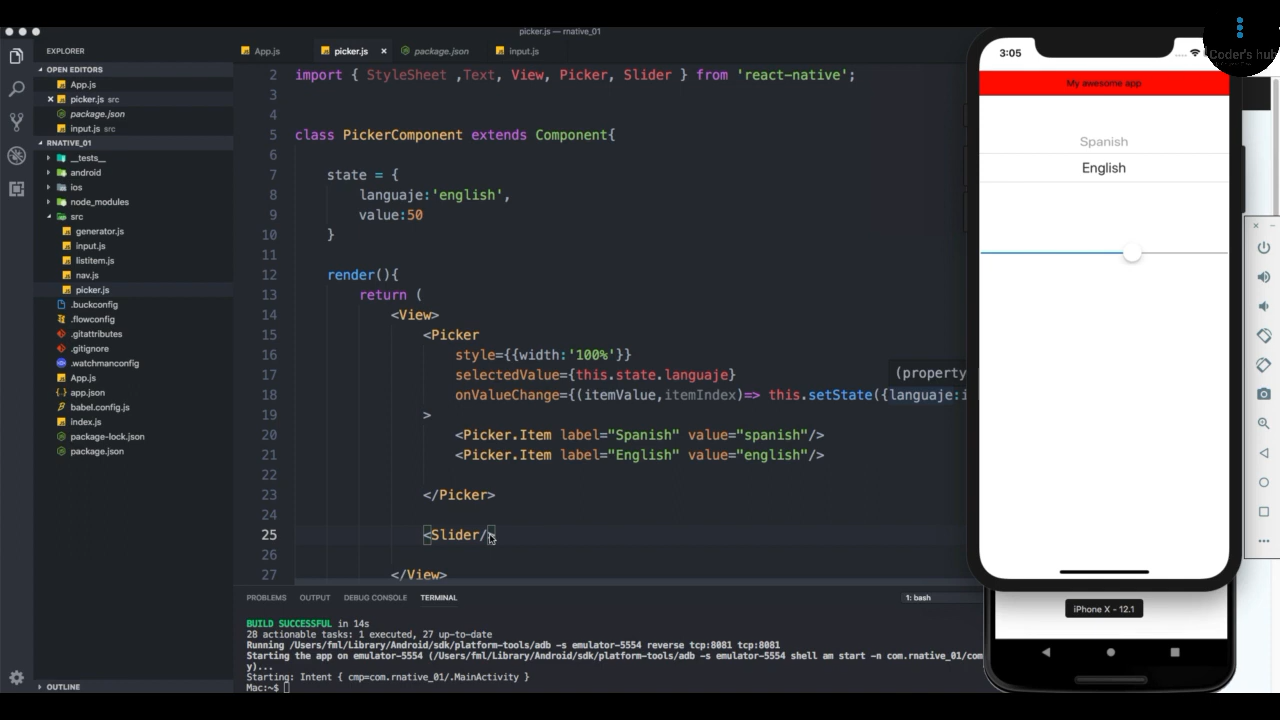 picker.js — rnative_01
EXPLORER
OPEN EDITORS
App.js
picker.js src
package.json
input.js src
RNATIVE_01
__tests__
android
ios
node_modules
src
generator.js
input.js
listitem.js
nav.js
picker.js
.buckconfig
.flowconfig
.gitattributes
.gitignore
.watchmanconfig
App.js
app.json
babel.config.js
index.js
package-lock.json
package.json
OUTLINE
App.js picker.js package.json input.js
2 import { StyleSheet ,Text, View, Picker, Slider } from 'react-native';
3
4
5 class PickerComponent extends Component{
6
7 state = {
8 languaje:'english',
9 value:50
10 }
11
12 render(){
13 return (
14 <View>
15 <Picker
16 style={{width:'100%'}}
17 selectedValue={this.state.languaje}
18 onValueChange={(itemValue,itemIndex)=> this.setState({languaje:i
(property
19 >
20 <Picker.Item label="Spanish" value="spanish"/>
21 <Picker.Item label="English" value="english"/>
22
23 </Picker>
24
25 <Slider/>
26
27 </View>
PROBLEMS OUTPUT DEBUG CONSOLE TERMINAL 1: bash
BUILD SUCCESSFUL in 14s
28 actionable tasks: 1 executed, 27 up-to-date
Running /Users/fml/Library/Android/sdk/platform-tools/adb -s emulator-5554 reverse tcp:8081 tcp:8081
Starting the app on emulator-5554 (/Users/fml/Library/Android/sdk/platform-tools/adb -s emulator-5554 shell am start -n com.rnative_01/com
y)...
Starting: Intent { cmp=com.rnative_01/.MainActivity }
Mac:~$
3:05
My awesome app
Spanish
English
iPhone X - 12.1
Coder's hub